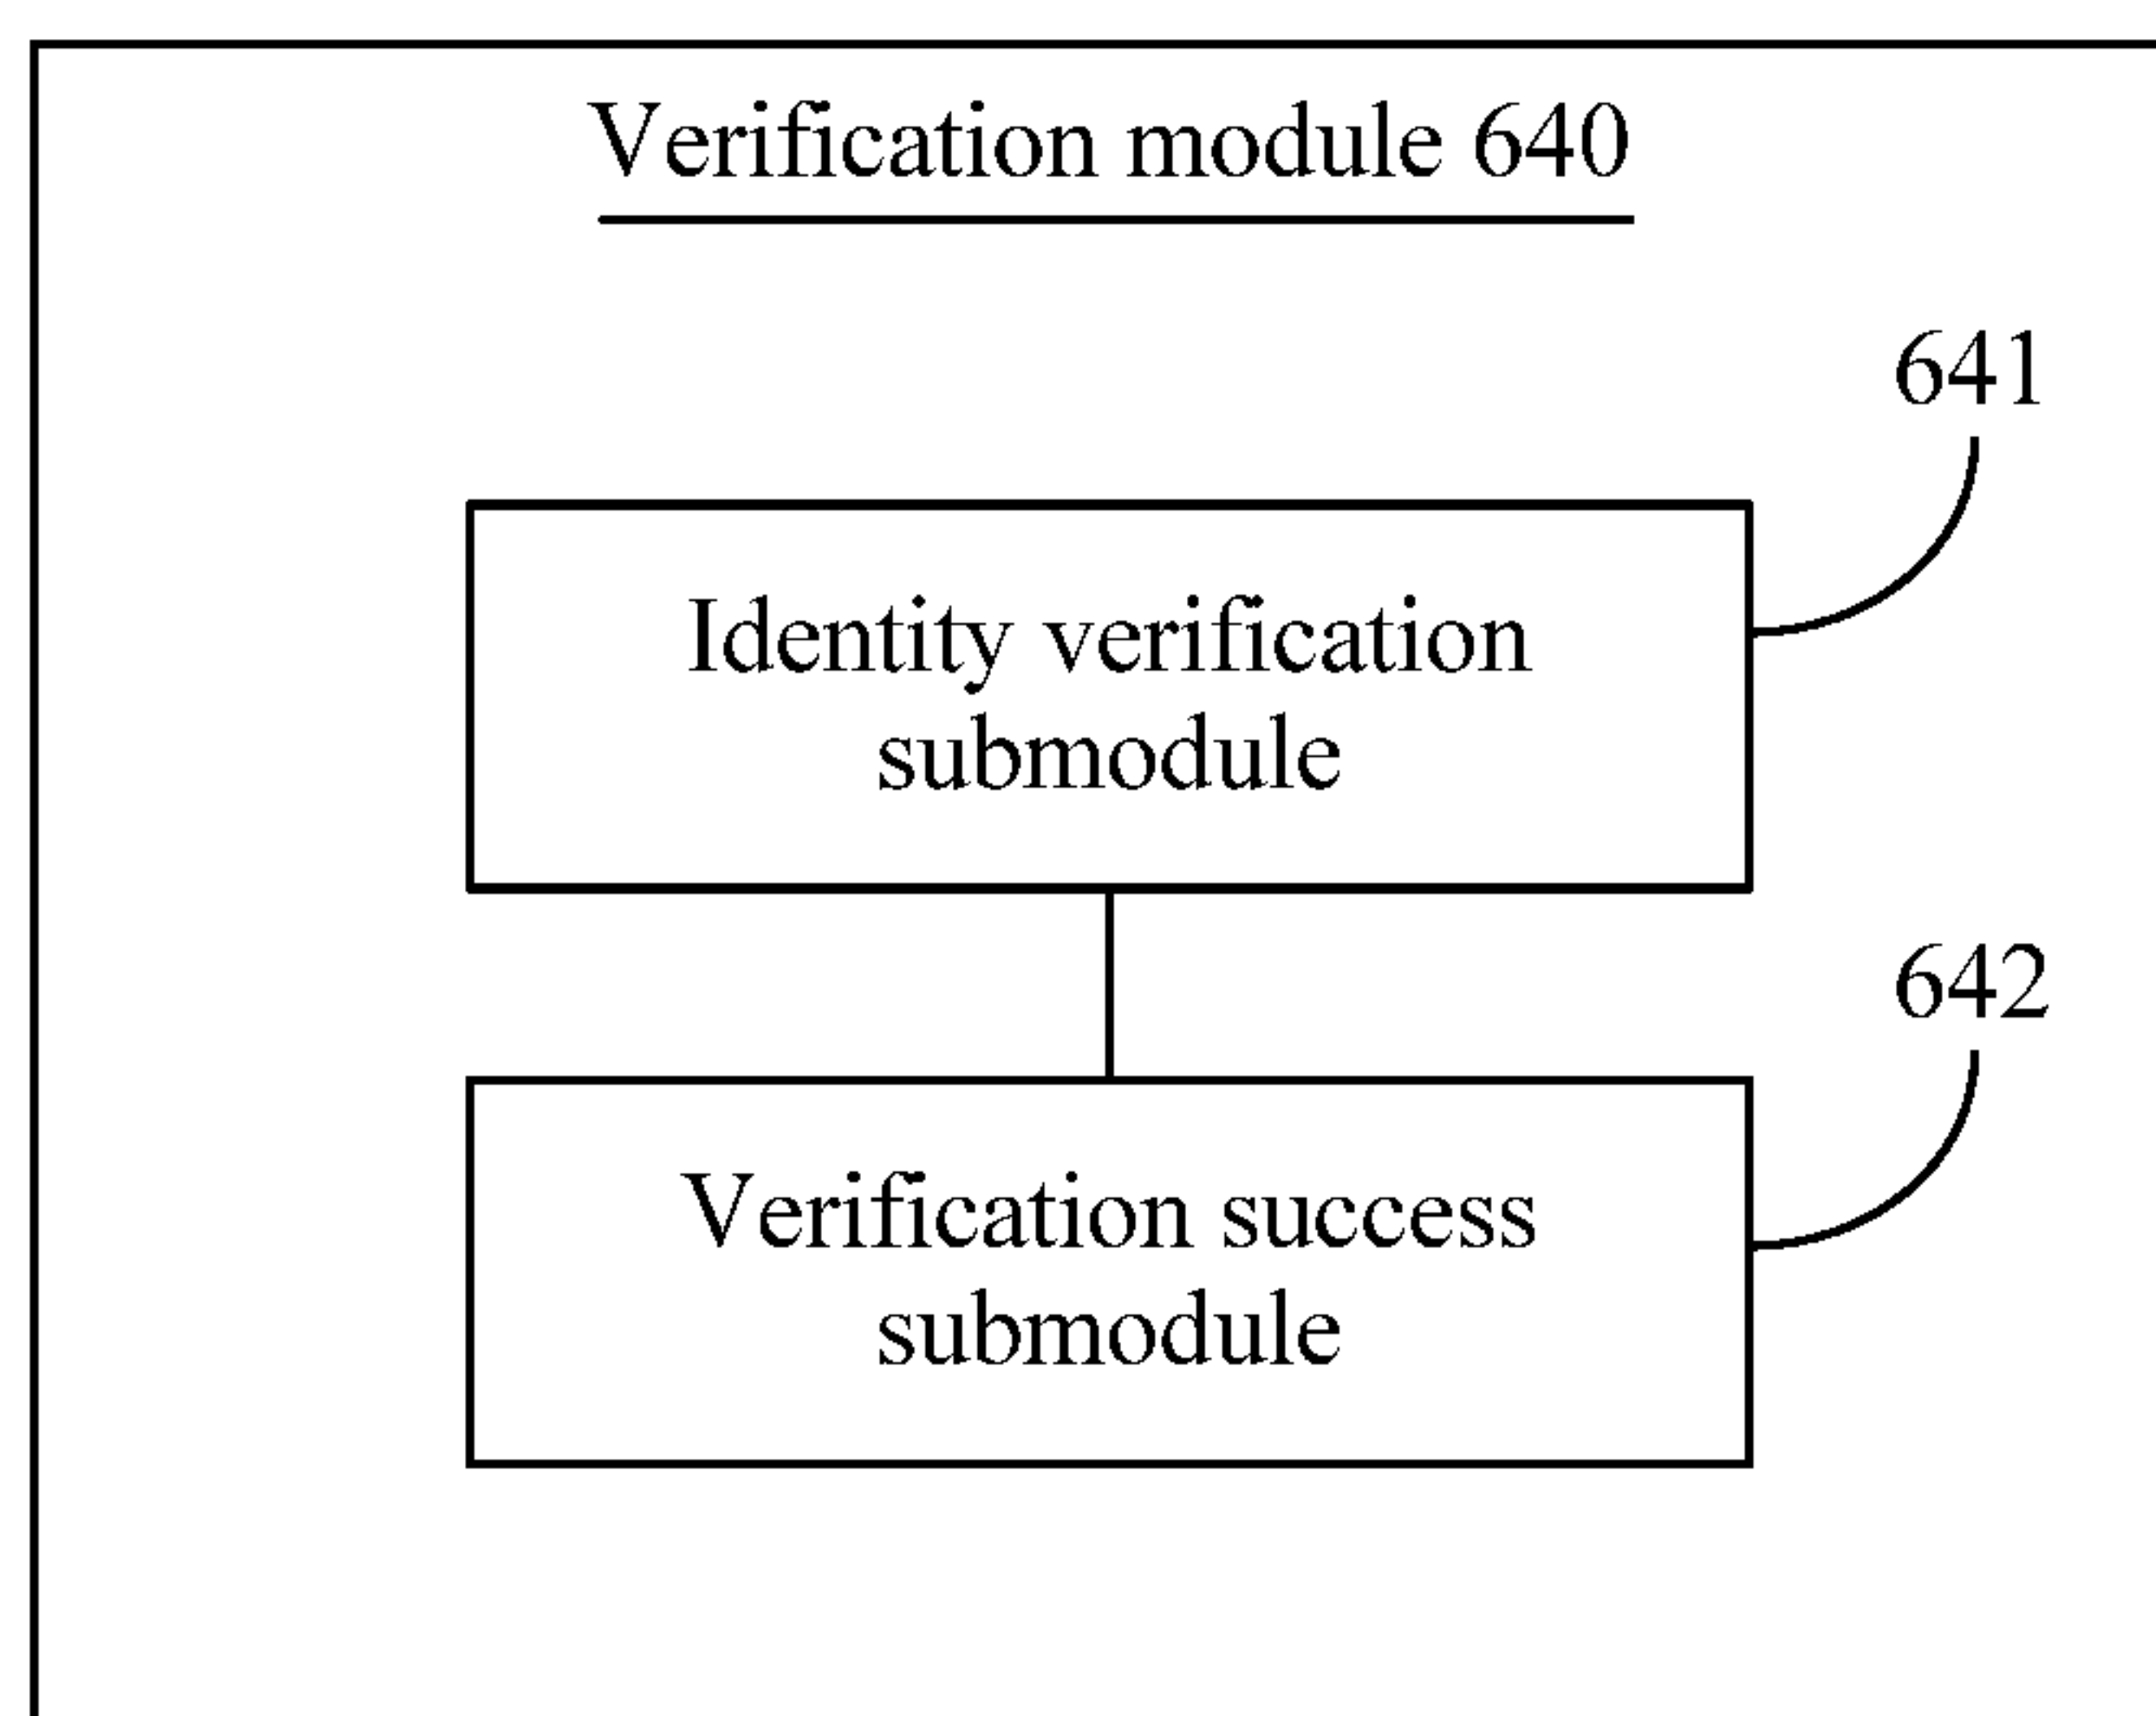 Verification module 640
641
Identity verification
submodule
642
Verification success
submodule